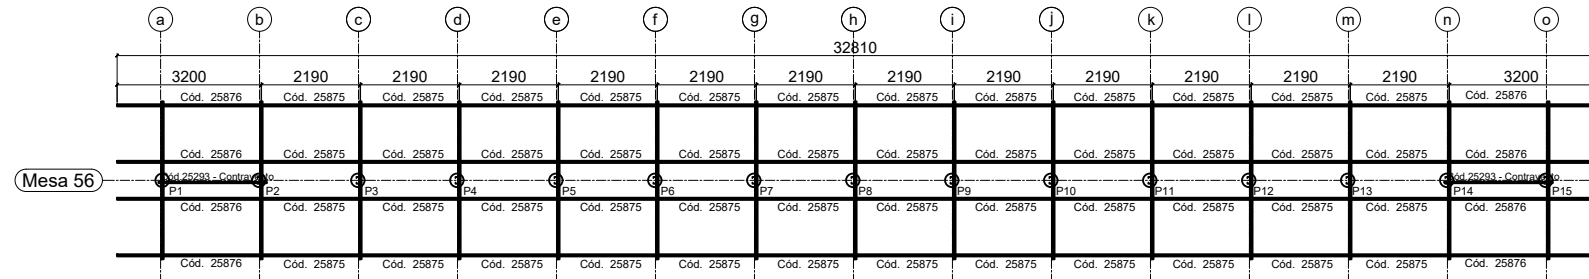 a b c d e f g h i j k l m n o
32810
3200 2190 2190 2190 2190 2190 2190 2190 2190 2190 2190 2190 2190 3200
Cód. 25876 Cód. 25875 Cód. 25875 Cód. 25875 Cód. 25875 Cód. 25875 Cód. 25875 Cód. 25875 Cód. 25875 Cód. 25875 Cód. 25875 Cód. 25875 Cód. 25875 Cód. 25876
Cód. 25876 Cód. 25875 Cód. 25875 Cód. 25875 Cód. 25875 Cód. 25875 Cód. 25875 Cód. 25875 Cód. 25875 Cód. 25875 Cód. 25875 Cód. 25875 Cód. 25875 Cód. 25876
Mesa 56 Cód.25293 - Contravento Cód.25293 - Contravento
P1 P2 P3 P4 P5 P6 P7 P8 P9 P10 P11 P12 P13 P14 P15
Cód. 25876 Cód. 25875 Cód. 25875 Cód. 25875 Cód. 25875 Cód. 25875 Cód. 25875 Cód. 25875 Cód. 25875 Cód. 25875 Cód. 25875 Cód. 25875 Cód. 25875 Cód. 25876
Cód. 25876 Cód. 25875 Cód. 25875 Cód. 25875 Cód. 25875 Cód. 25875 Cód. 25875 Cód. 25875 Cód. 25875 Cód. 25875 Cód. 25875 Cód. 25875 Cód. 25875 Cód. 25876